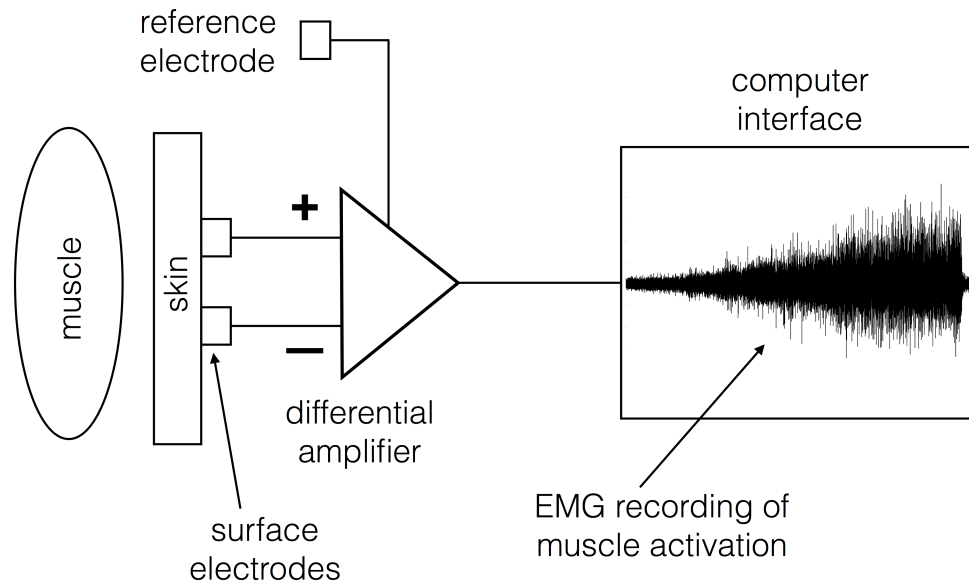 reference
electrode
computer
interface
muscle
skin
+
−
differential
amplifier
surface
electrodes
EMG recording of
muscle activation